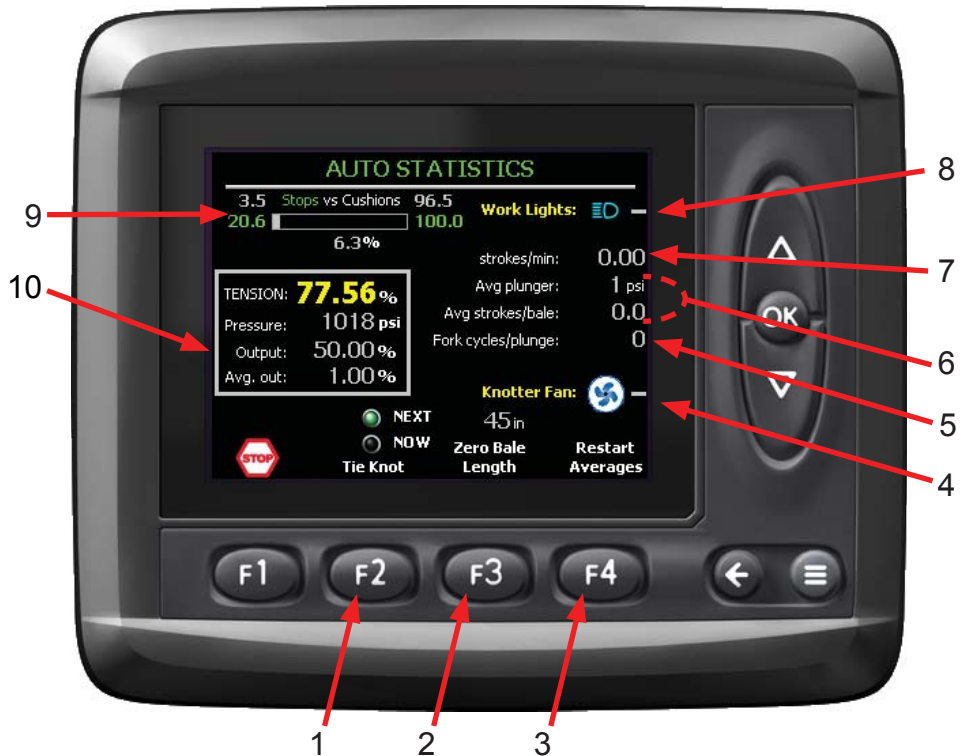 AUTO STATISTICS
3.5 Stops vs Cushions 96.5
20.6 100.0
6.3%
Work Lights:
strokes/min: 0.00
Avg plunger: 1 psi
Avg strokes/bale: 0.0
Fork cycles/plunge: 0
TENSION: 77.56%
Pressure: 1018 psi
Output: 50.00%
Avg. out: 1.00%
Knotter Fan:
NEXT
NOW
Tie Knot
45in
Zero Bale
Length
Restart
Averages
STOP
OK
F1 F2 F3 F4
9
10
8
7
6
5
4
1 2 3